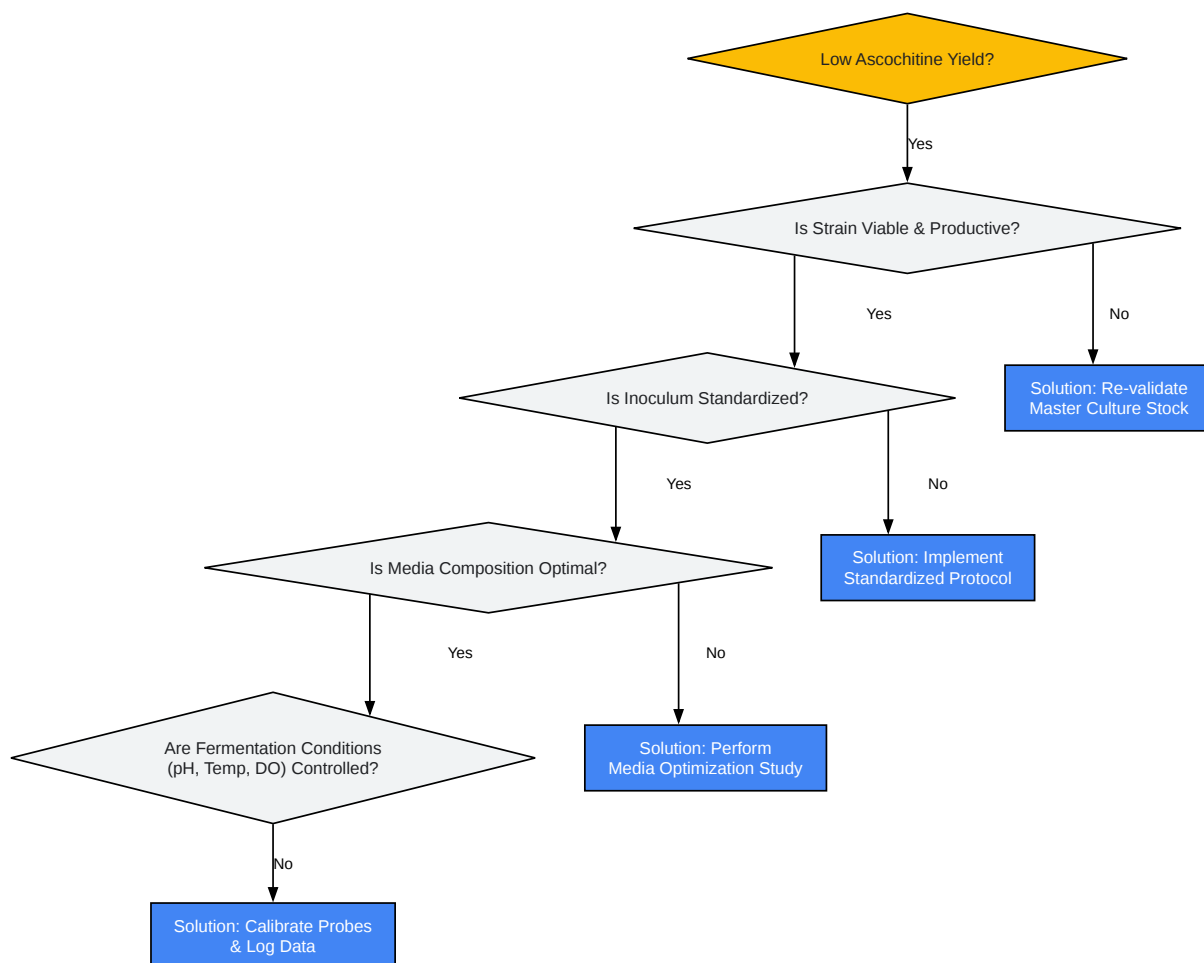 Low Ascochitine Yield?
Yes
Is Strain Viable & Productive?
Yes
No
Solution: Re-validate
Master Culture Stock
Is Inoculum Standardized?
Yes
No
Solution: Implement
Standardized Protocol
Is Media Composition Optimal?
Yes
No
Solution: Perform
Media Optimization Study
Are Fermentation Conditions
(pH, Temp, DO) Controlled?
No
Solution: Calibrate Probes
& Log Data